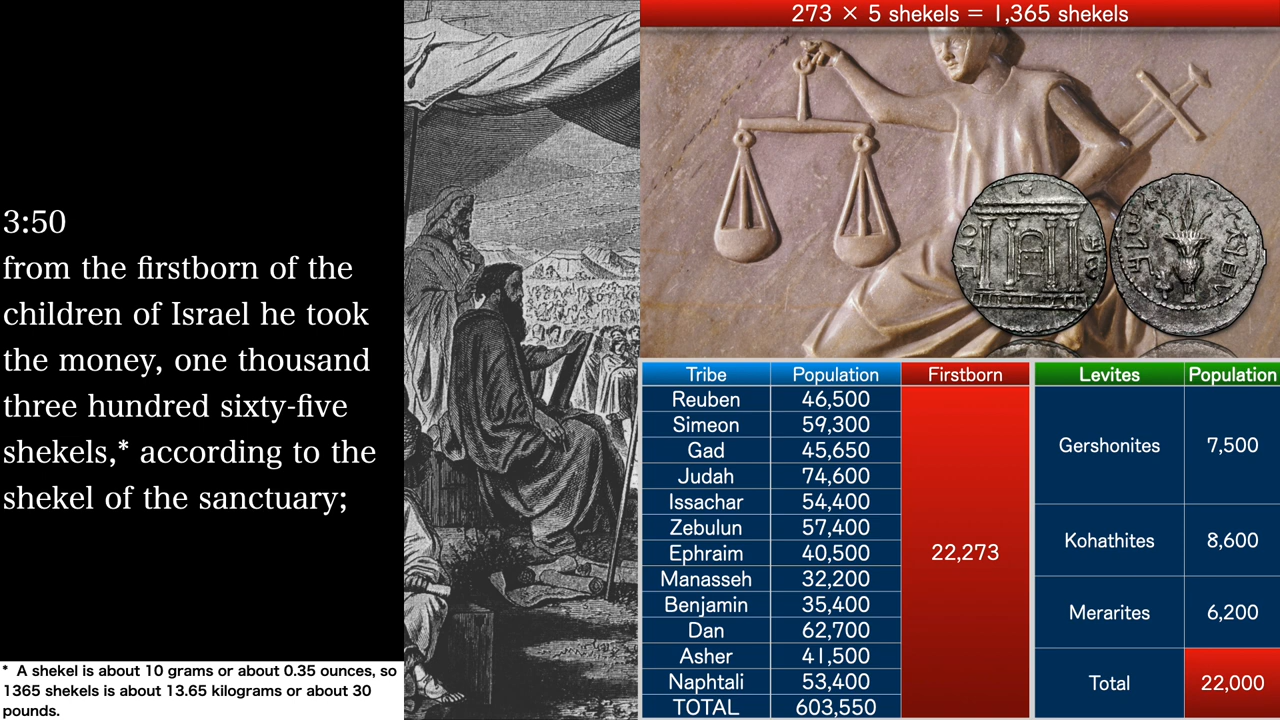 3:50
from the firstborn of the
children of Israel he took
the money, one thousand
three hundred sixty-five
shekels,* according to the
shekel of the sanctuary;
* A shekel is about 10 grams or about 0.35 ounces, so
1365 shekels is about 13.65 kilograms or about 30
pounds.
273 × 5 shekels = 1,365 shekels
Tribe Population Firstborn
Reuben 46,500
Simeon 59,300
Gad 45,650
Judah 74,600
Issachar 54,400
Zebulun 57,400
Ephraim 40,500
22,273
Manasseh 32,200
Benjamin 35,400
Dan 62,700
Asher 41,500
Naphtali 53,400
TOTAL 603,550
Levites Population
Gershonites 7,500
Kohathites 8,600
Merarites 6,200
Total 22,000